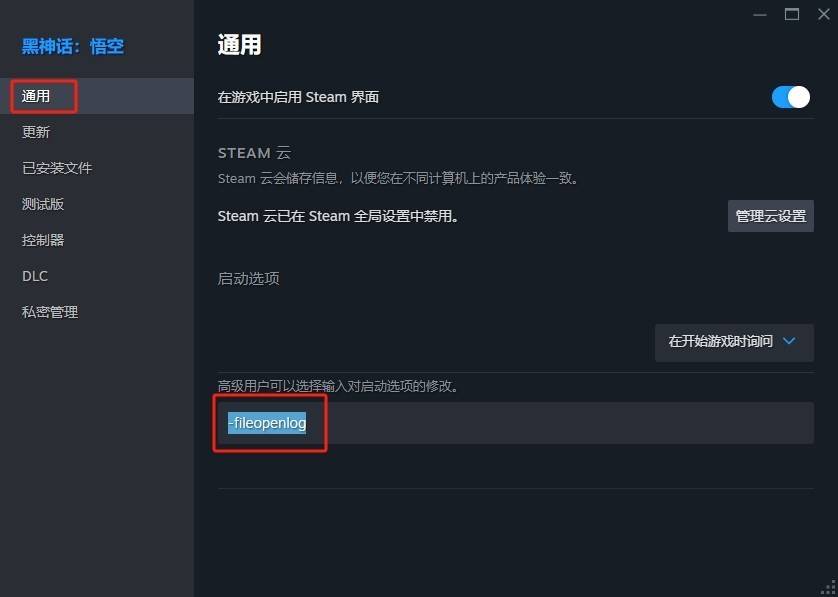 黑神话：悟空
通用
更新
已安装文件
测试版
控制器
DLC
私密管理
通用
在游戏中启用 Steam 界面
STEAM 云
Steam 云会储存信息，以便您在不同计算机上的产品体验一致。
Steam 云已在 Steam 全局设置中禁用。
管理云设置
启动选项
在开始游戏时询问
高级用户可以选择输入对启动选项的修改。
-fileopenlog